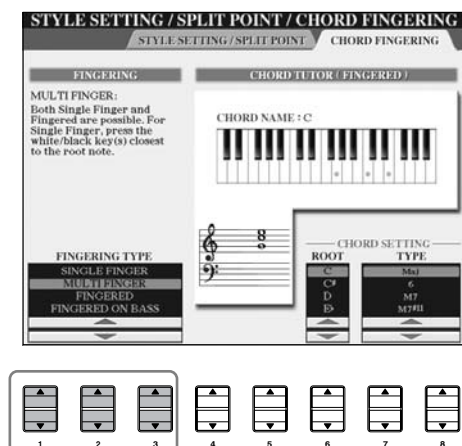 STYLE SETTING / SPLIT POINT / CHORD FINGERING
STYLE SETTING / SPLIT POINT
CHORD FINGERING
FINGERING
MULTI FINGER:
Both Single Finger and
Fingered are possible. For
Single Finger, press the
white/black key(s) closest
to the root note.
FINGERING TYPE
SINGLE FINGER
MULTI FINGER
FINGERED
FINGERED ON BASS
CHORD TUTOR ( FINGERED )
CHORD NAME : C
CHORD SETTING
ROOT
C
C♯
D
E♭
TYPE
Maj
6
M7
M7♯11
1 2 3 4 5 6 7 8